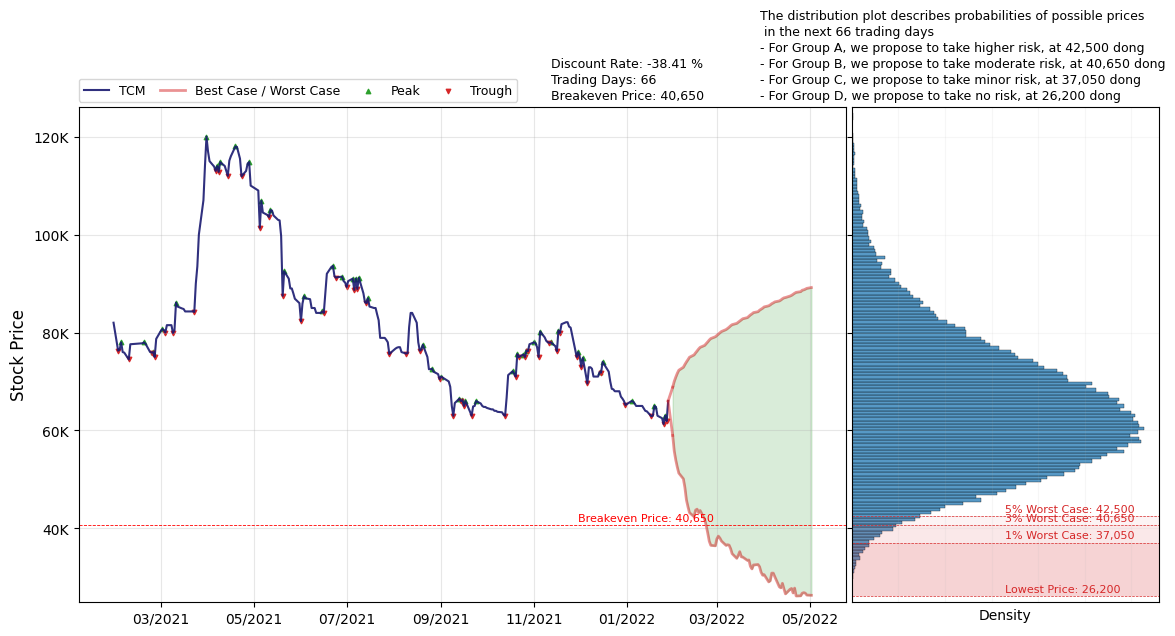 The distribution plot describes probabilities of possible prices
in the next 66 trading days
- For Group A, we propose to take higher risk, at 42,500 dong
- For Group B, we propose to take moderate risk, at 40,650 dong
- For Group C, we propose to take minor risk, at 37,050 dong
- For Group D, we propose to take no risk, at 26,200 dong
Discount Rate: -38.41 %
Trading Days: 66
Breakeven Price: 40,650
TCM Best Case / Worst Case Peak Trough
Stock Price
120K
100K
80K
60K
40K
Breakeven Price: 40,650
03/2021 05/2021 07/2021 09/2021 11/2021 01/2022 03/2022 05/2022
5% Worst Case: 42,500
3% Worst Case: 40,650
1% Worst Case: 37,050
Lowest Price: 26,200
Density